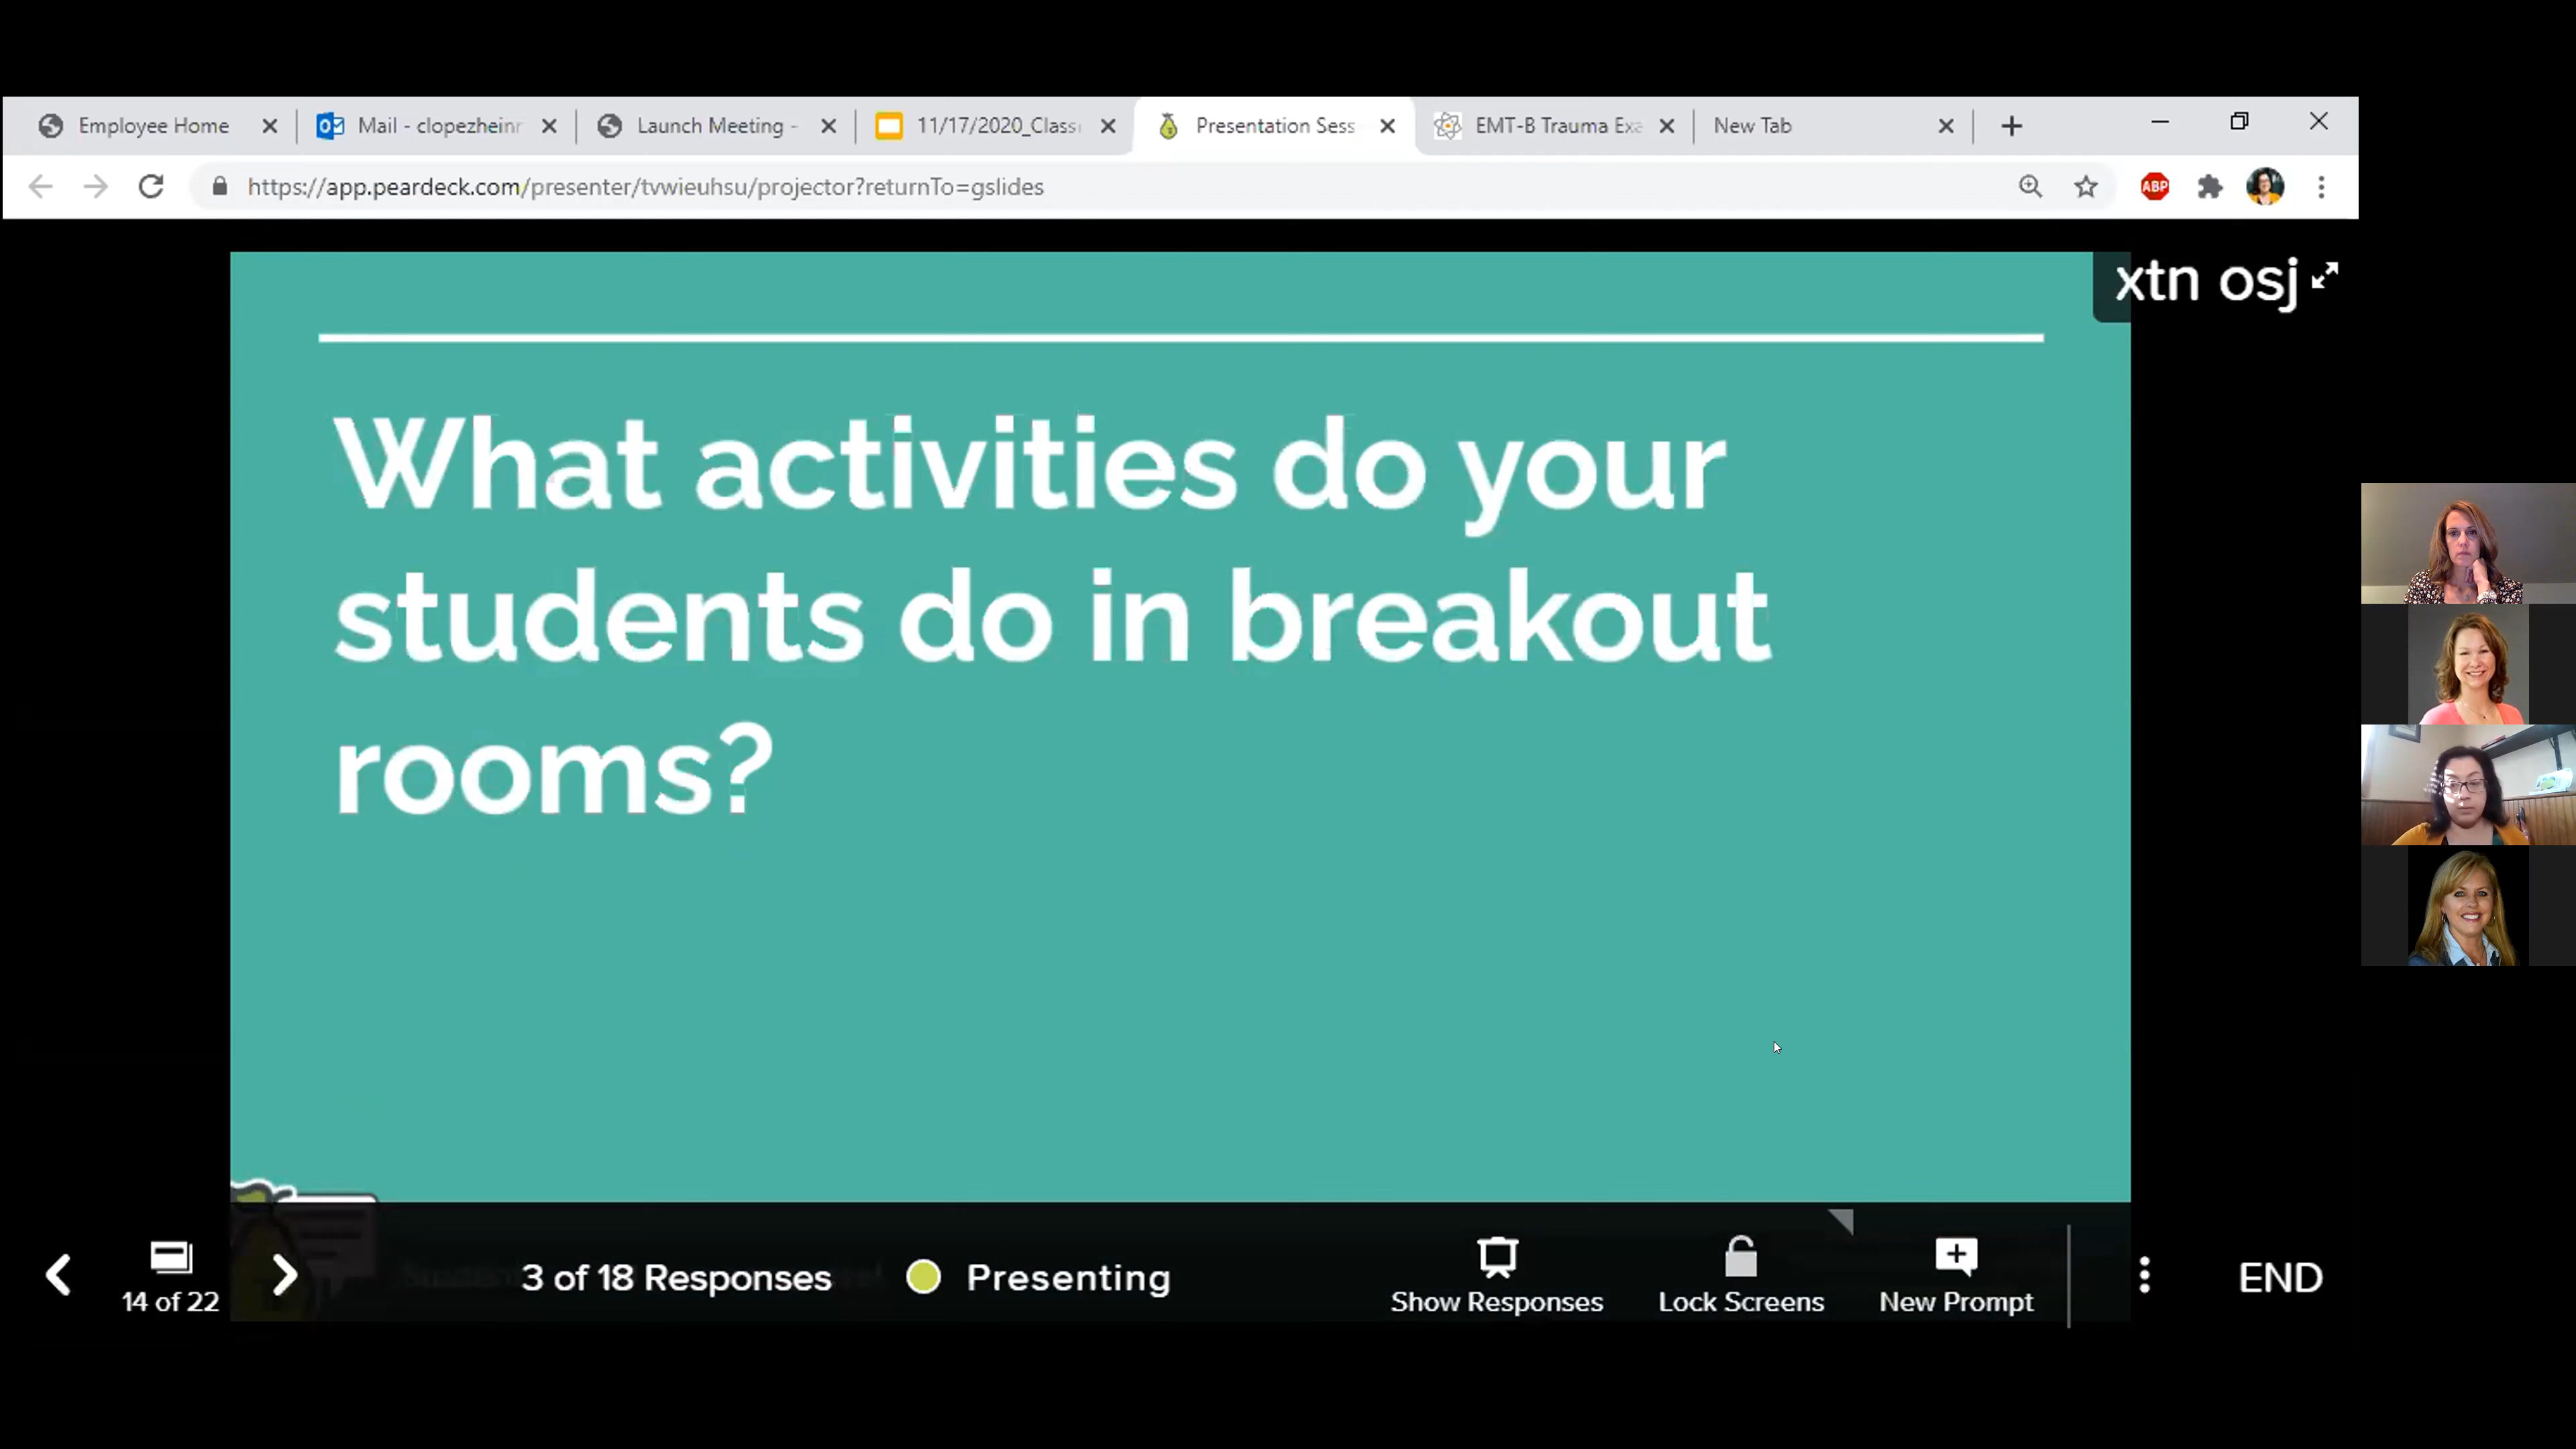 Employee Home
Mail - clopezheinr
Launch Meeting -
11/17/2020_Class
Presentation Sess
EMT-B Trauma Exa
New Tab
https://app.peardeck.com/presenter/tvwieuhsu/projector?returnTo=gslides
ABP
xtn osj
What activities do your
students do in breakout
rooms?
14 of 22
3 of 18 Responses
Presenting
Show Responses
Lock Screens
New Prompt
END